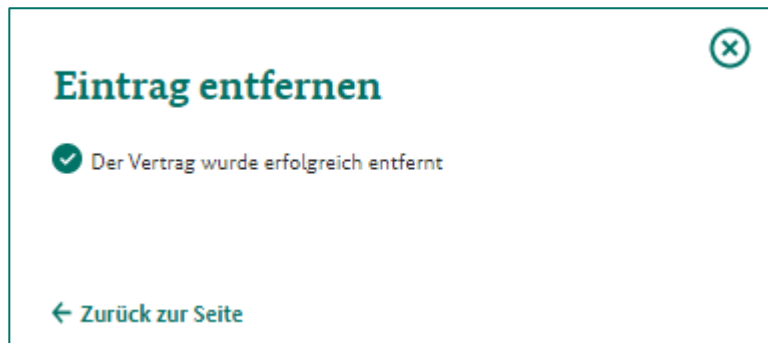 Eintrag entfernen
Der Vertrag wurde erfolgreich entfernt
← Zurück zur Seite